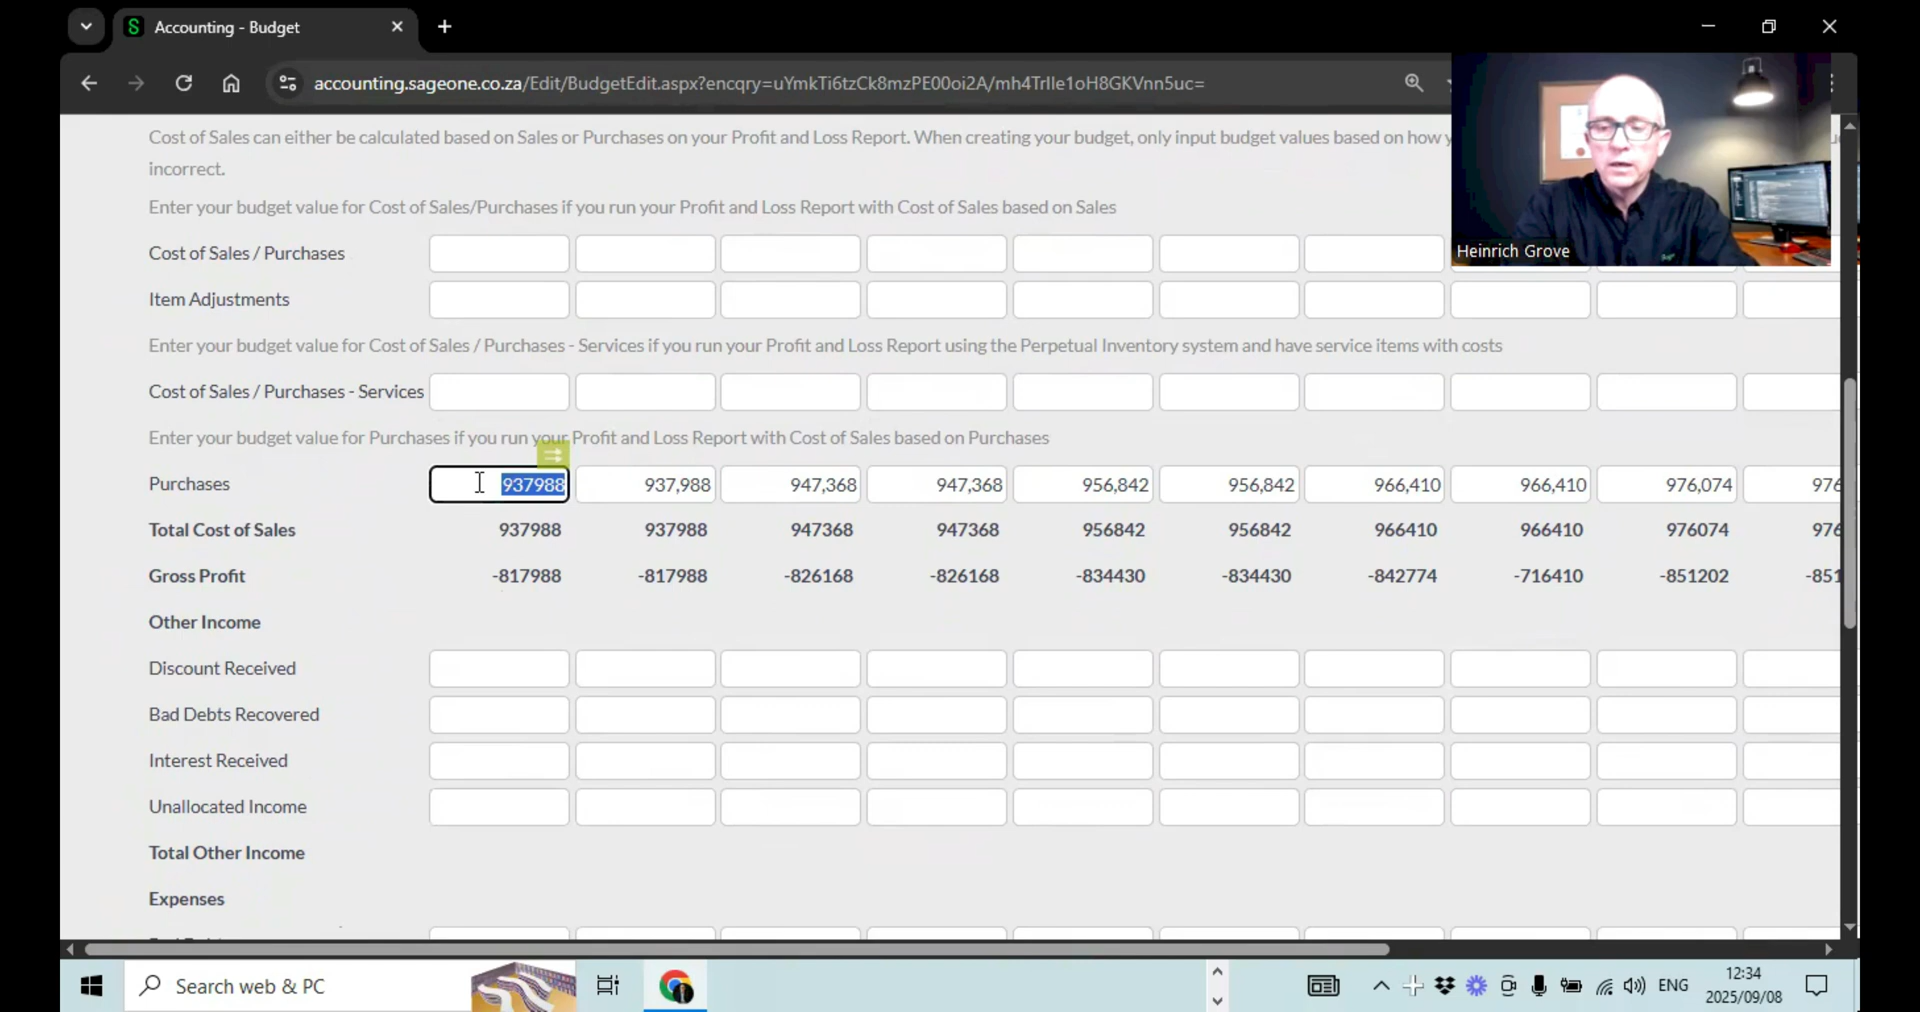 Accounting - Budget
accounting.sageone.co.za/Edit/BudgetEdit.aspx?encqry=uYmkTi6tzCk8mzPE00oi2A/mh4TrIle1oH8GKVnn5uc=
Cost of Sales can either be calculated based on Sales or Purchases on your Profit and Loss Report. When creating your budget, only input budget values based on how
incorrect.
Enter your budget value for Cost of Sales/Purchases if you run your Profit and Loss Report with Cost of Sales based on Sales
Heinrich Grove
Cost of Sales / Purchases
Item Adjustments
Enter your budget value for Cost of Sales / Purchases - Services if you run your Profit and Loss Report using the Perpetual Inventory system and have service items with costs
Cost of Sales / Purchases - Services
Enter your budget value for Purchases if you run your Profit and Loss Report with Cost of Sales based on Purchases
Purchases 937988 937,988 947,368 947,368 956,842 956,842 966,410 966,410 976,074 976
Total Cost of Sales 937988 937988 947368 947368 956842 956842 966410 966410 976074 976
Gross Profit -817988 -817988 -826168 -826168 -834430 -834430 -842774 -716410 -851202 -851
Other Income
Discount Received
Bad Debts Recovered
Interest Received
Unallocated Income
Total Other Income
Expenses
Search web & PC
ENG
12:34
2025/09/08